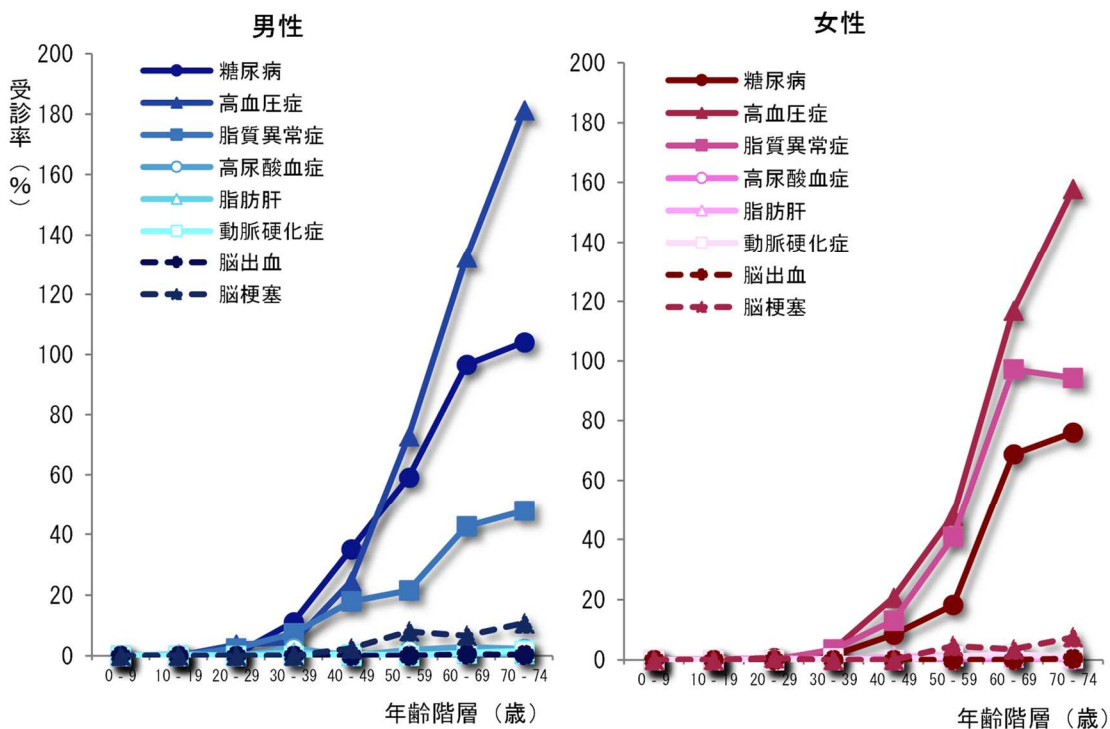 男性
受診率（%）
200
180
160
140
120
100
80
60
40
20
0
糖尿病
高血圧症
脂質異常症
高尿酸血症
脂肪肝
動脈硬化症
脳出血
脳梗塞
0 - 9
10 - 19
20 - 29
30 - 39
40 - 49
50 - 59
60 - 69
70 - 74
年齢階層（歳）
女性
200
180
160
140
120
100
80
60
40
20
0
糖尿病
高血圧症
脂質異常症
高尿酸血症
脂肪肝
動脈硬化症
脳出血
脳梗塞
0 - 9
10 - 19
20 - 29
30 - 39
40 - 49
50 - 59
60 - 69
70 - 74
年齢階層（歳）